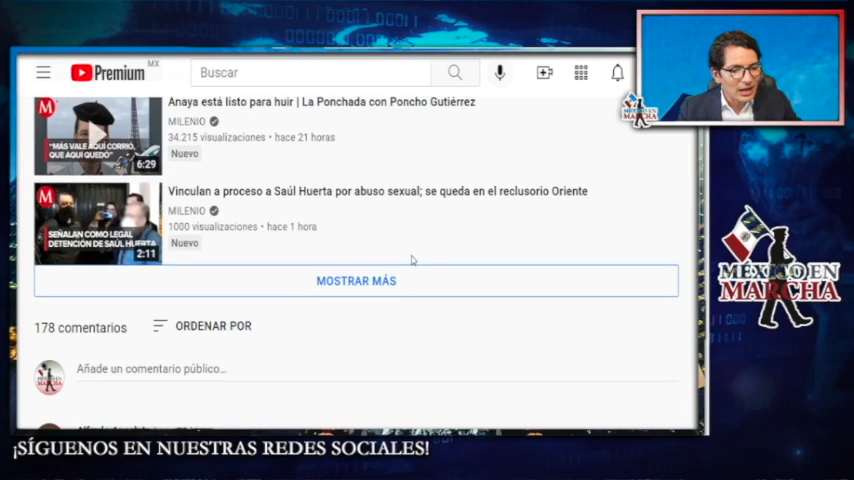 Premium MX
Buscar
Anaya está listo para huir | La Ponchada con Poncho Gutiérrez
MILENIO
34.215 visualizaciones • hace 21 horas
Nuevo
M
"MÁS VALE AQUÍ CORRIÓ,
QUE AQUÍ QUEDÓ"
6:29
Vinculan a proceso a Saúl Huerta por abuso sexual; se queda en el reclusorio Oriente
MILENIO
1000 visualizaciones • hace 1 hora
Nuevo
M
SEÑALAN COMO LEGAL
DETENCIÓN DE SAÚL HUERTA
2:11
MOSTRAR MÁS
178 comentarios
ORDENAR POR
Añade un comentario público...
MÉXICO EN
MARCHA
MÉXICO EN
MARCHA
¡SÍGUENOS EN NUESTRAS REDES SOCIALES!